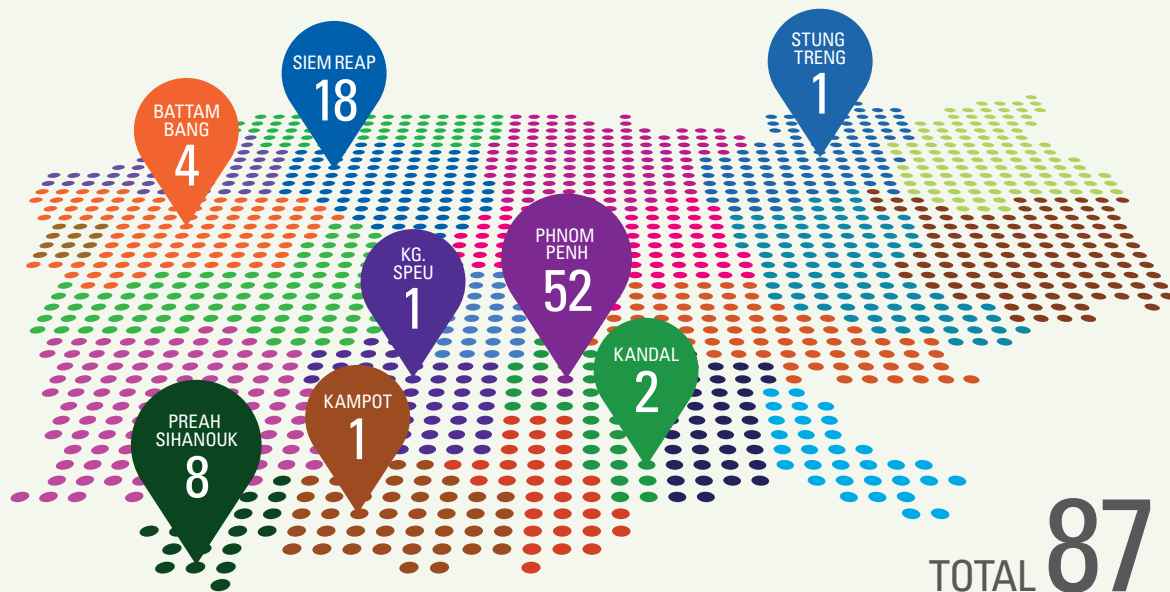 SIEM REAP
18
STUNG
TRENG
1
BATTAM
BANG
4
PHNOM
PENH
52
KG.
SPEU
1
KANDAL
2
KAMPOT
1
PREAH
SIHANOUK
8
TOTAL 87